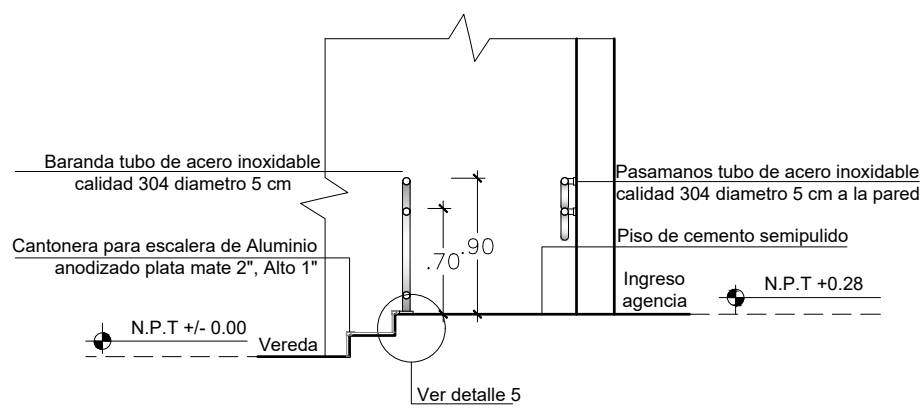 Baranda tubo de acero inoxidable
calidad 304 diametro 5 cm
Pasamanos tubo de acero inoxidable
calidad 304 diametro 5 cm a la pared
Cantonera para escalera de Aluminio
anodizado plata mate 2", Alto 1"
.70
.90
Piso de cemento semipulido
Ingreso
agencia
N.P.T +0.28
N.P.T +/- 0.00
Vereda
Ver detalle 5